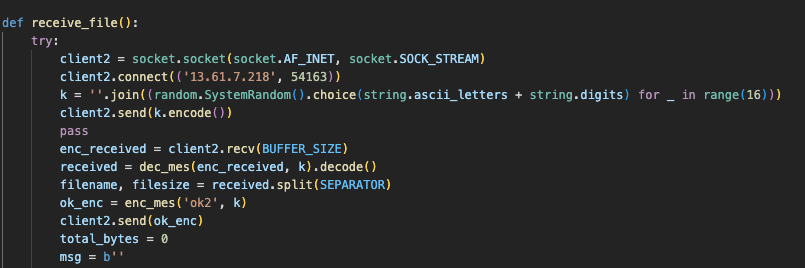 def receive_file():
    try:
        client2 = socket.socket(socket.AF_INET, socket.SOCK_STREAM)
        client2.connect(('13.61.7.218', 54163))
        k = ''.join((random.SystemRandom().choice(string.ascii_letters + string.digits) for _ in range(16)))
        client2.send(k.encode())
        pass
        enc_received = client2.recv(BUFFER_SIZE)
        received = dec_mes(enc_received, k).decode()
        filename, filesize = received.split(SEPARATOR)
        ok_enc = enc_mes('ok2', k)
        client2.send(ok_enc)
        total_bytes = 0
        msg = b''